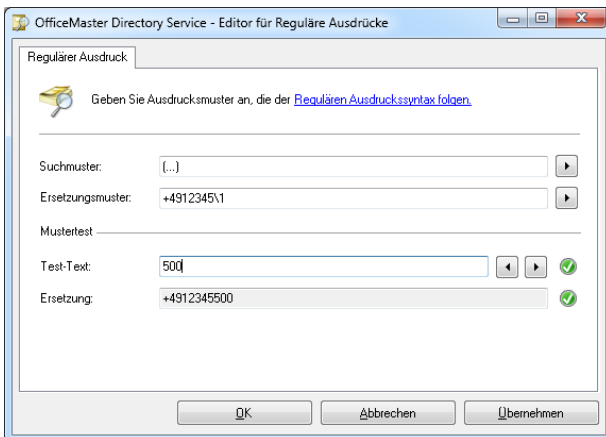 OfficeMaster Directory Service - Editor für Reguläre Ausdrücke
Regulärer Ausdruck
Geben Sie Ausdrucksmuster an, die der Regulären Ausdruckssyntax folgen.
Suchmuster: (...)
Ersetzungsmuster: +4912345\1
Mustertest
Test-Text: 500
Ersetzung: +4912345500
OK Abbrechen Übernehmen